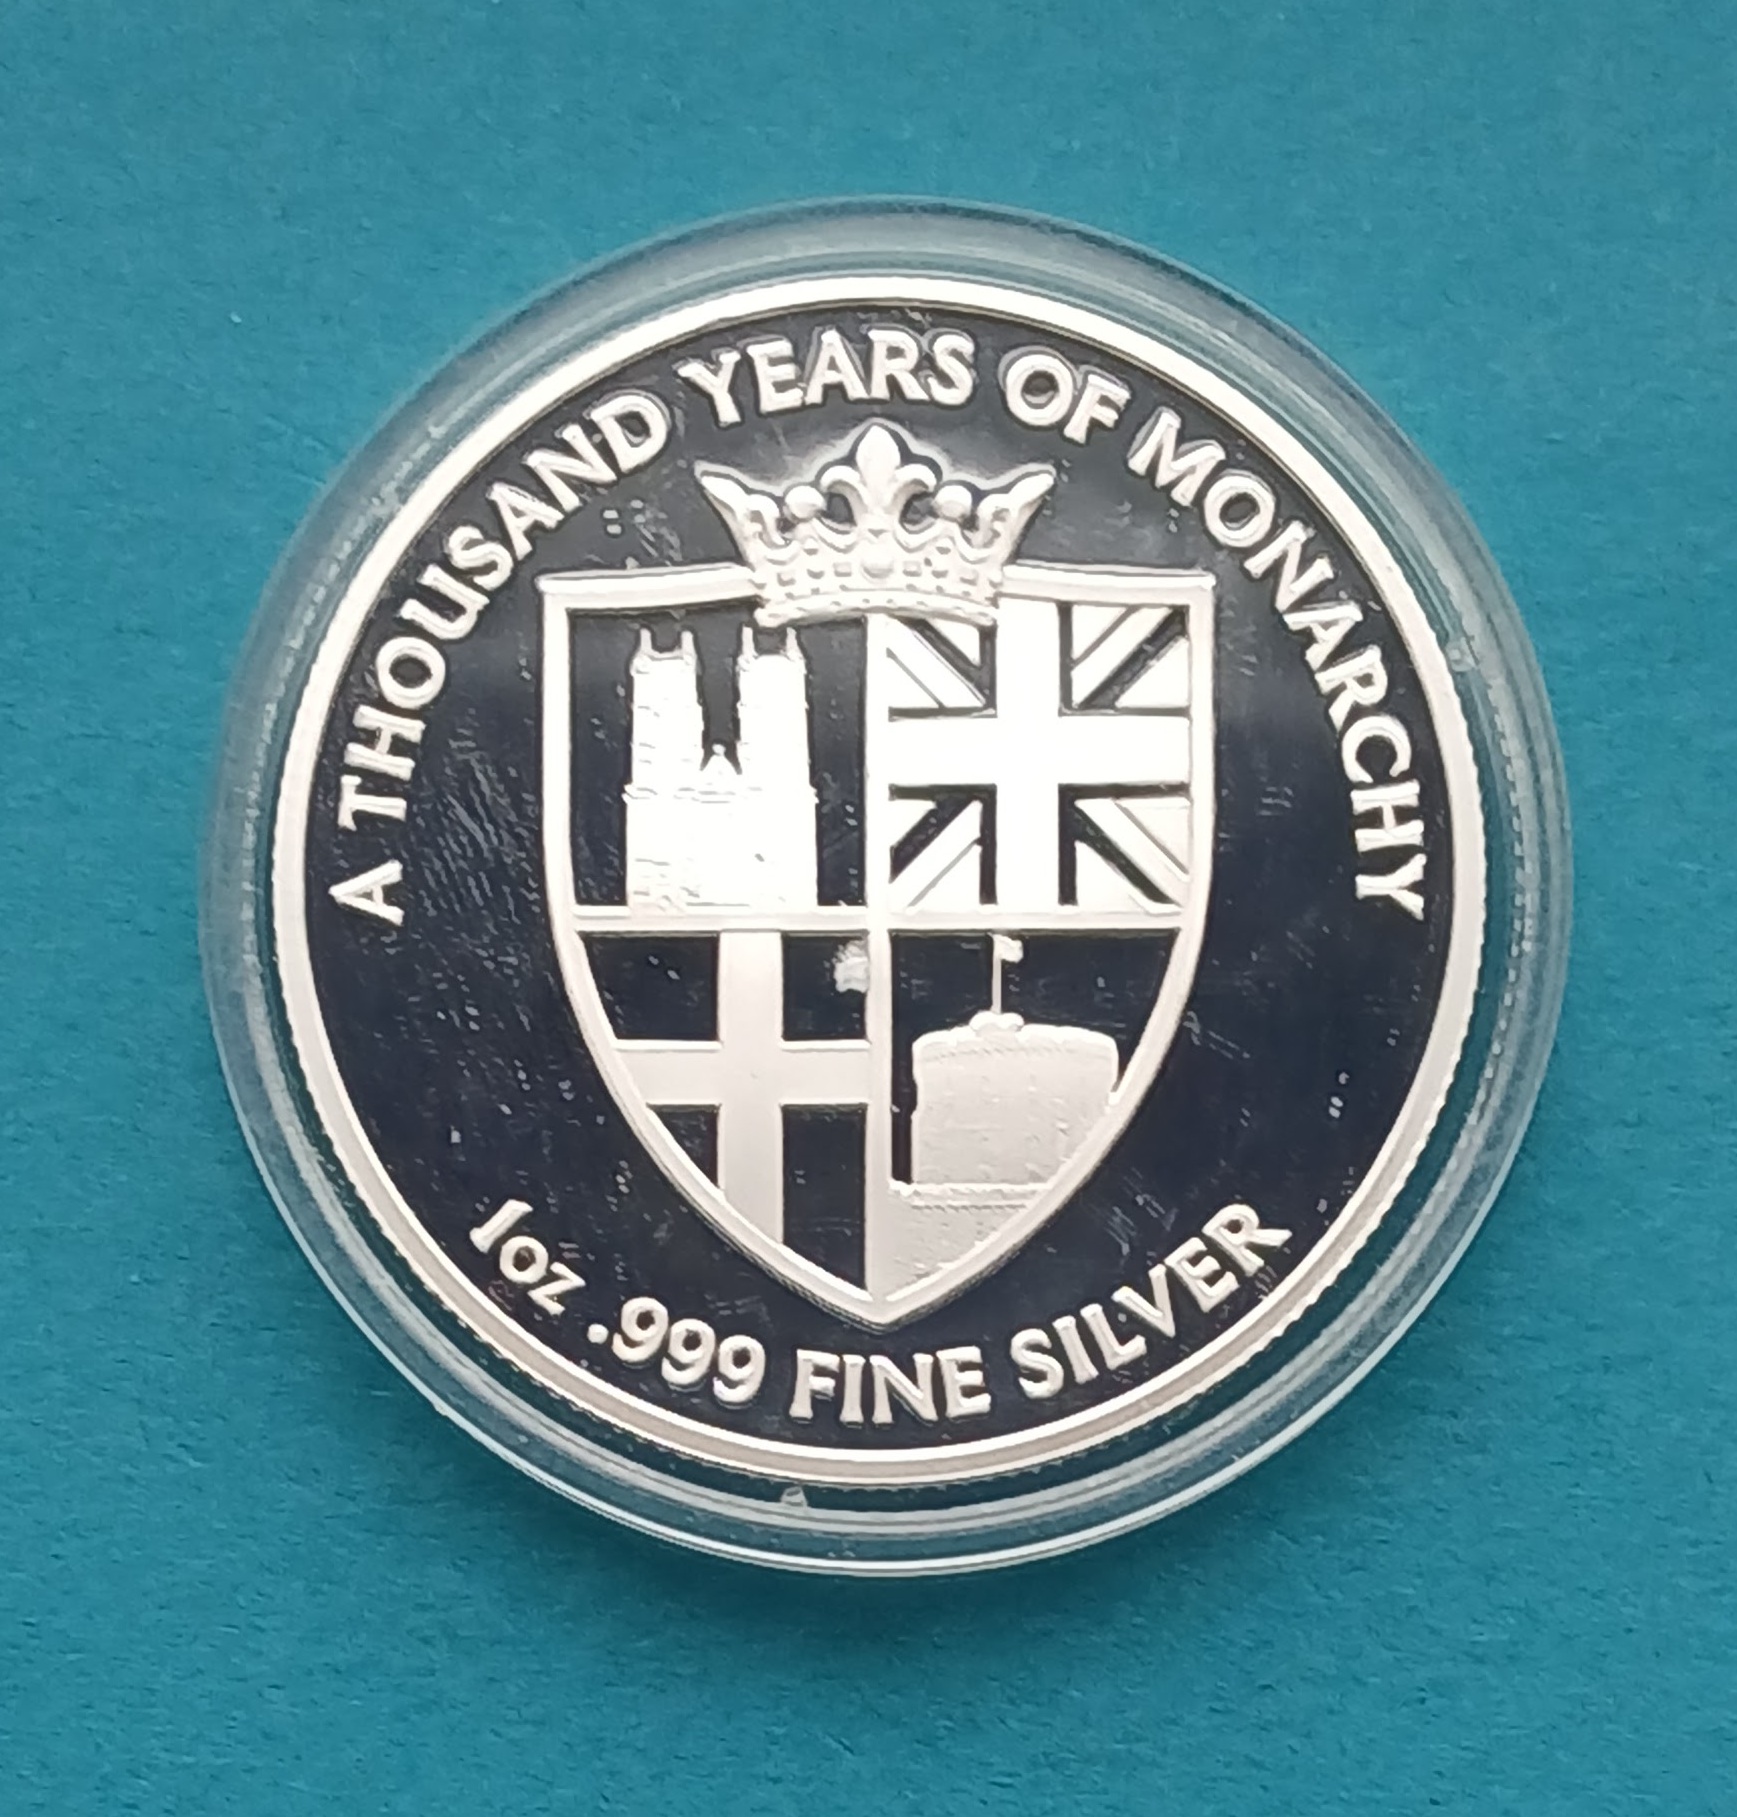 A THOUSAND YEARS OF MONARCHY
1oz .999 FINE SILVER